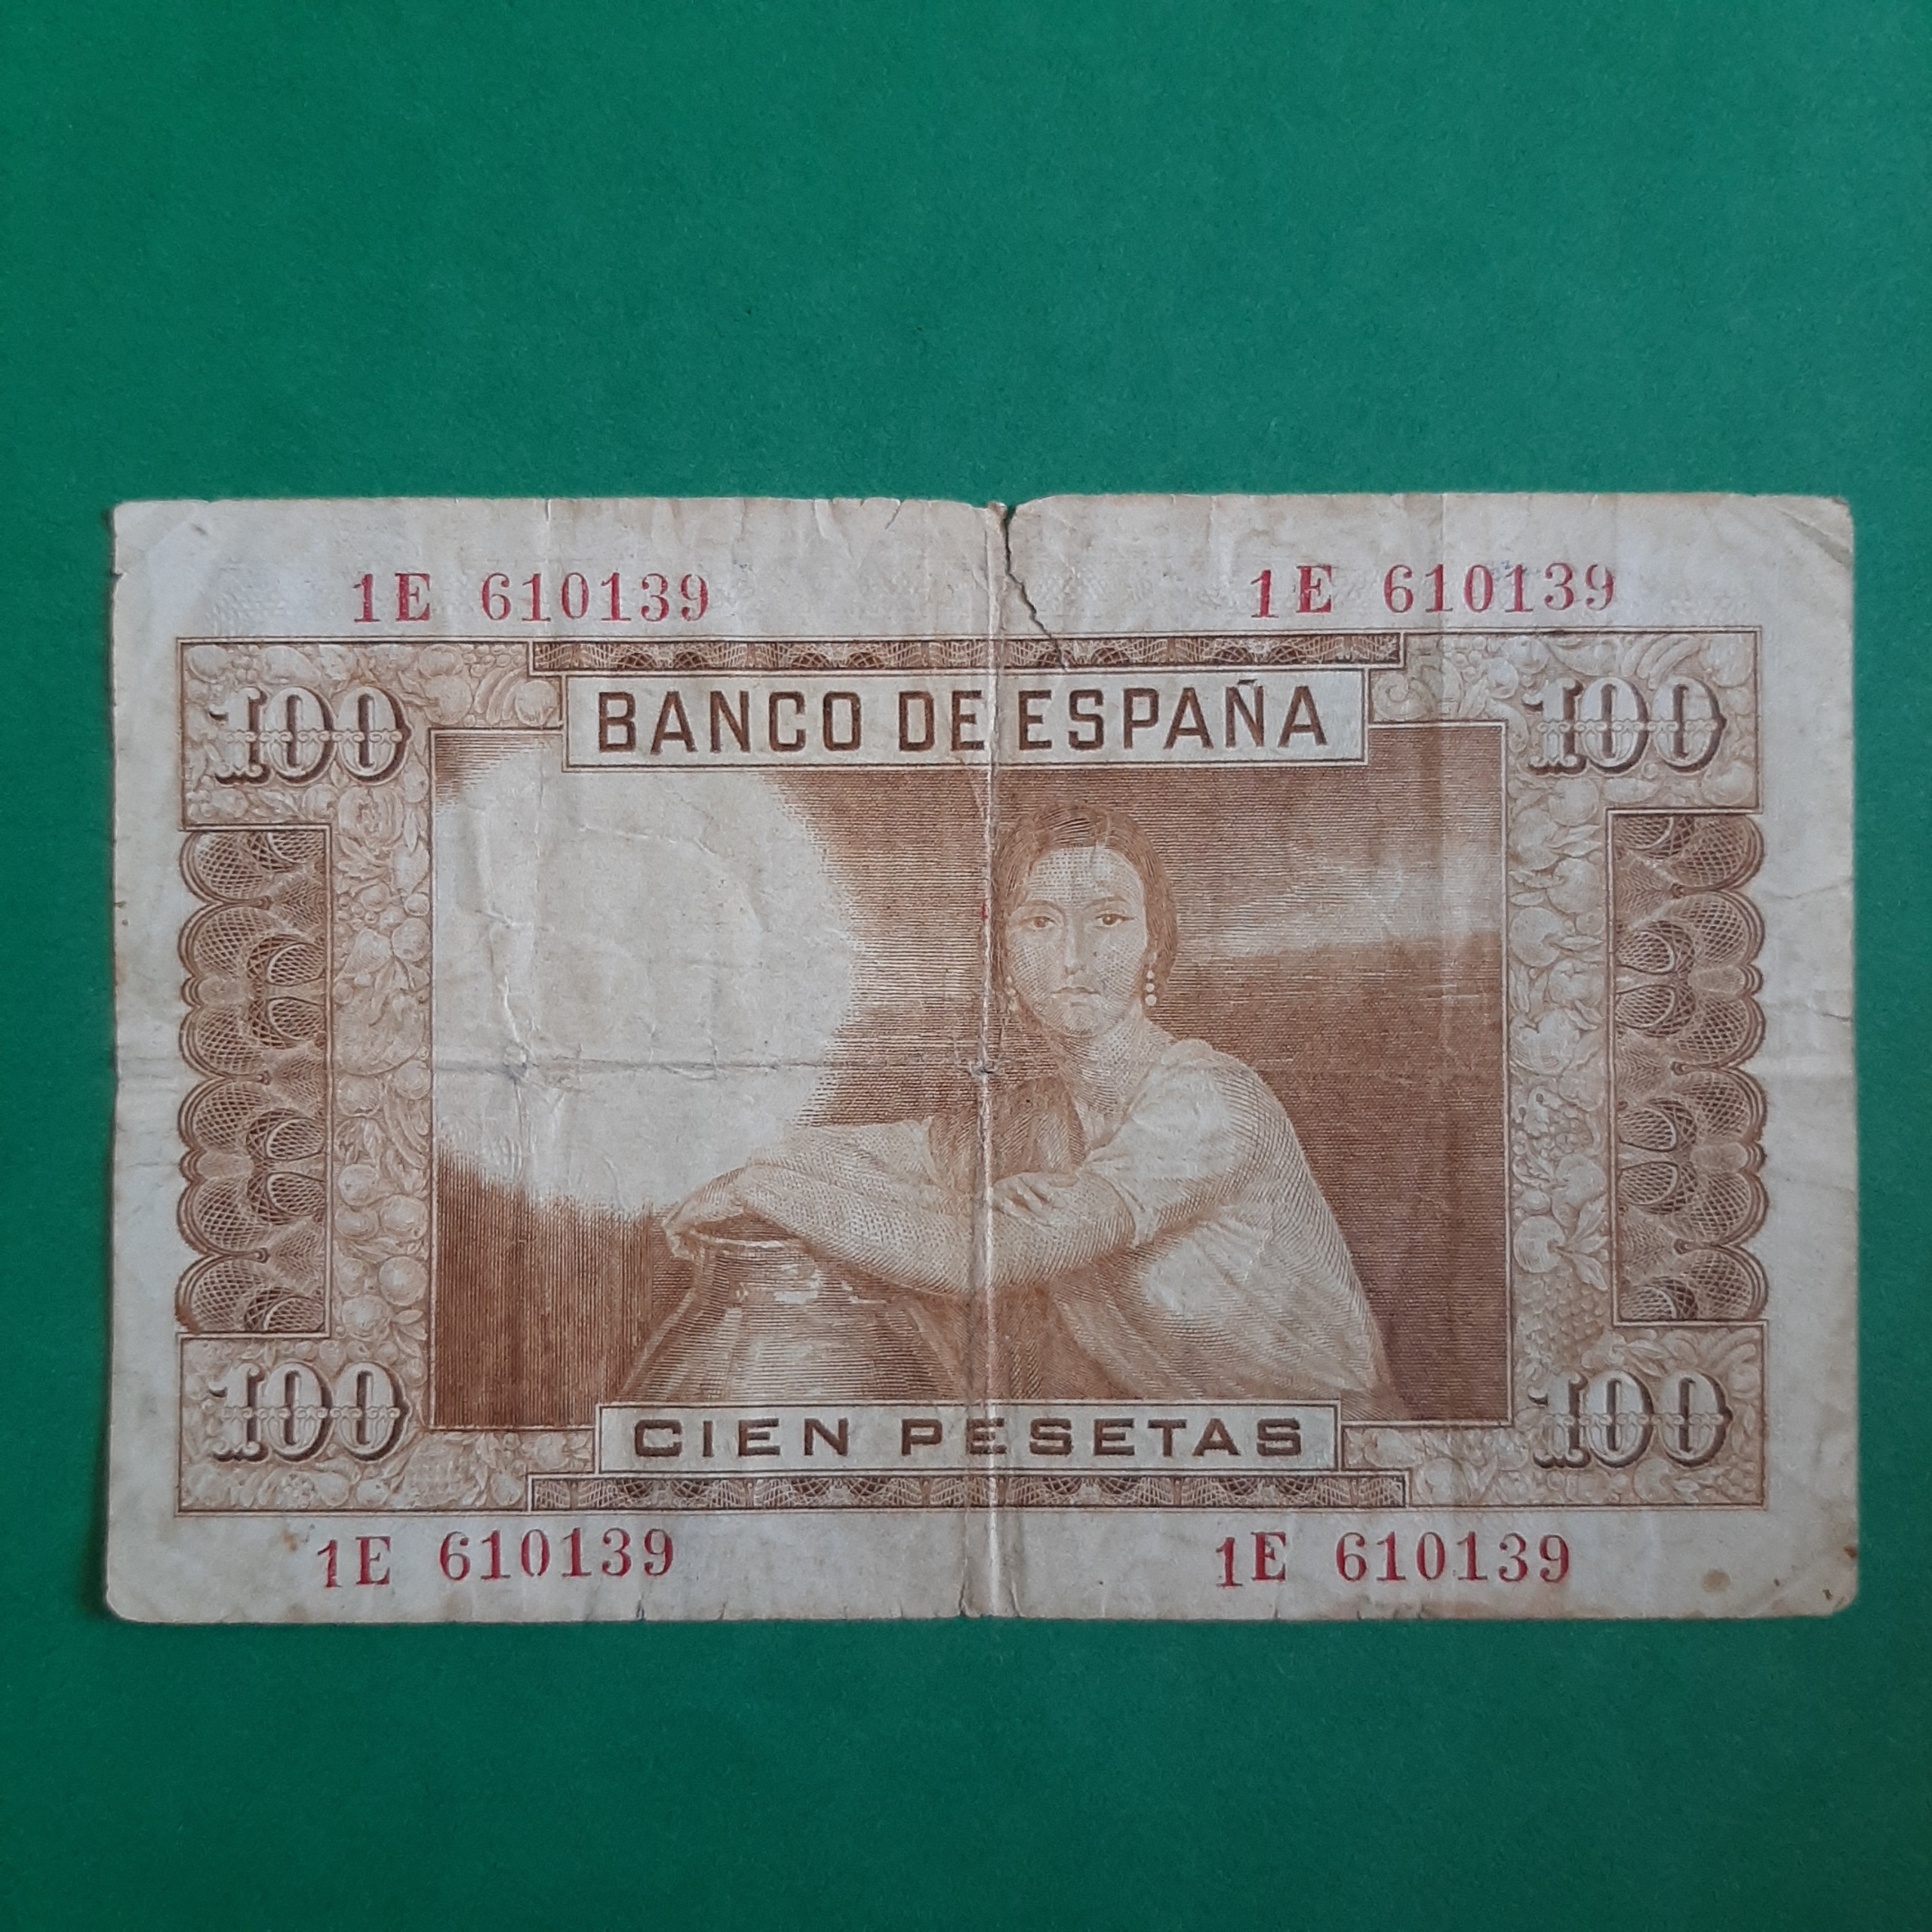 1E 610139 1E 610139
100 BANCO DE ESPAÑA 100
100 CIEN PESETAS 100
1E 610139 1E 610139